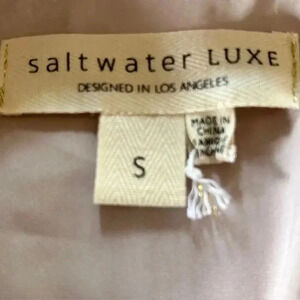 saltwater LUXE
DESIGNED IN LOS ANGELES
S
MADE IN
CHINA